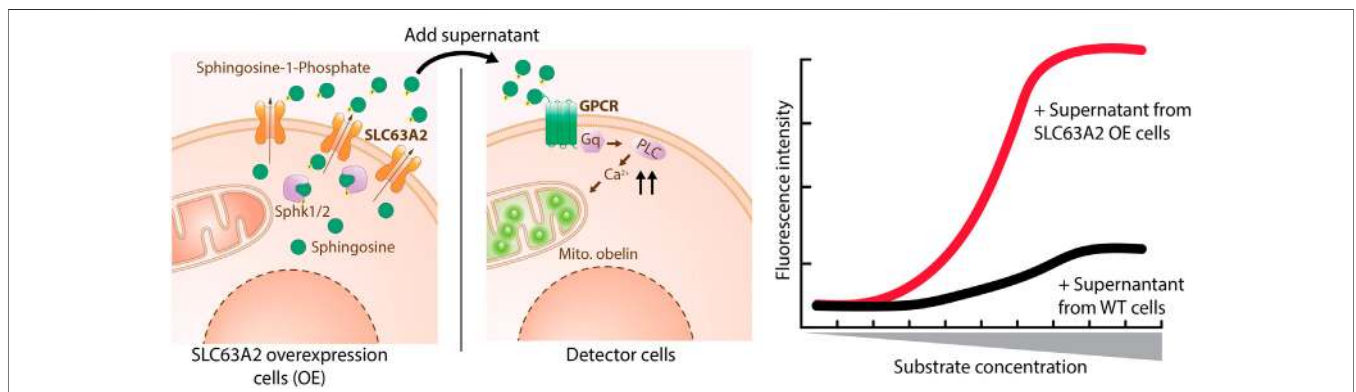 Add supernatant
Sphingosine-1-Phosphate
SLC63A2
Sphk1/2
Sphingosine
SLC63A2 overexpression
cells (OE)
GPCR
Gq
PLC
Ca²⁺
Mito. obelin
Detector cells
Fluorescence intensity
+ Supernatant from
SLC63A2 OE cells
+ Supernantant
from WT cells
Substrate concentration